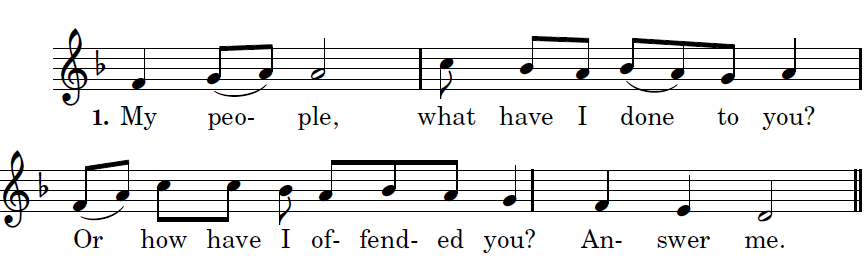 1. My peo- ple, what have I done to you?
Or how have I of- fend- ed you? An- swer me.